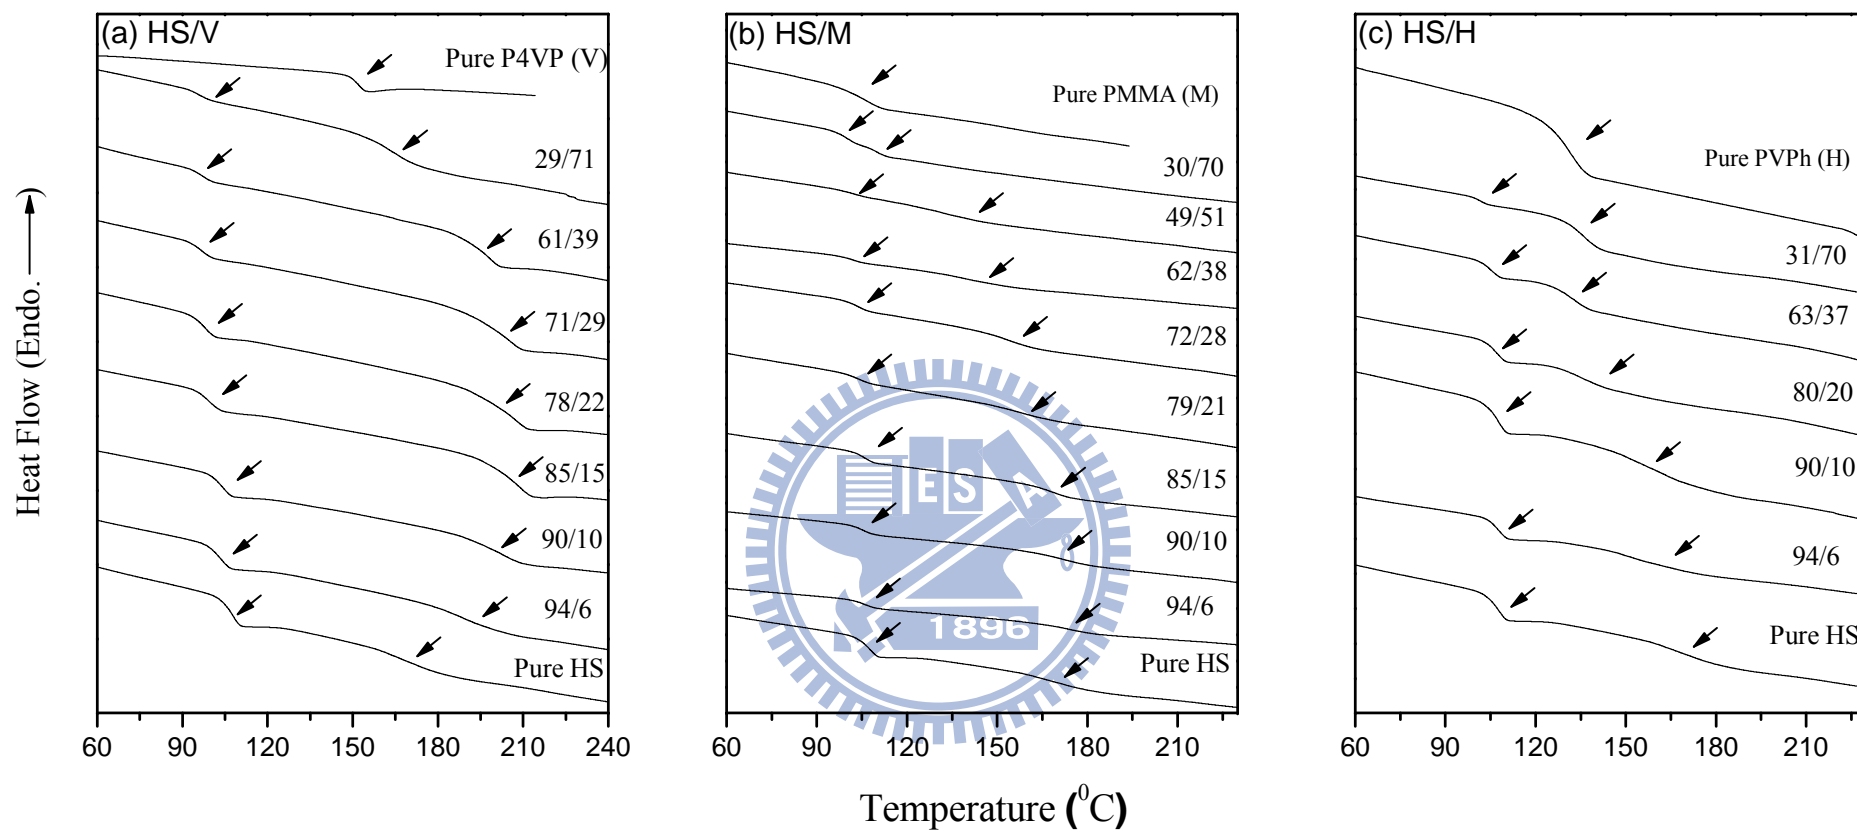 (a) HS/V
Pure P4VP (V)
29/71
61/39
71/29
78/22
85/15
90/10
94/6
Pure HS
60 90 120 150 180 210 240
(b) HS/M
Pure PMMA (M)
30/70
49/51
62/38
72/28
79/21
85/15
90/10
94/6
Pure HS
ES
A
1896
60 90 120 150 180 210
(c) HS/H
Pure PVPh (H)
31/70
63/37
80/20
90/10
94/6
Pure HS
60 90 120 150 180 210
Heat Flow (Endo.
Temperature (⁰C)